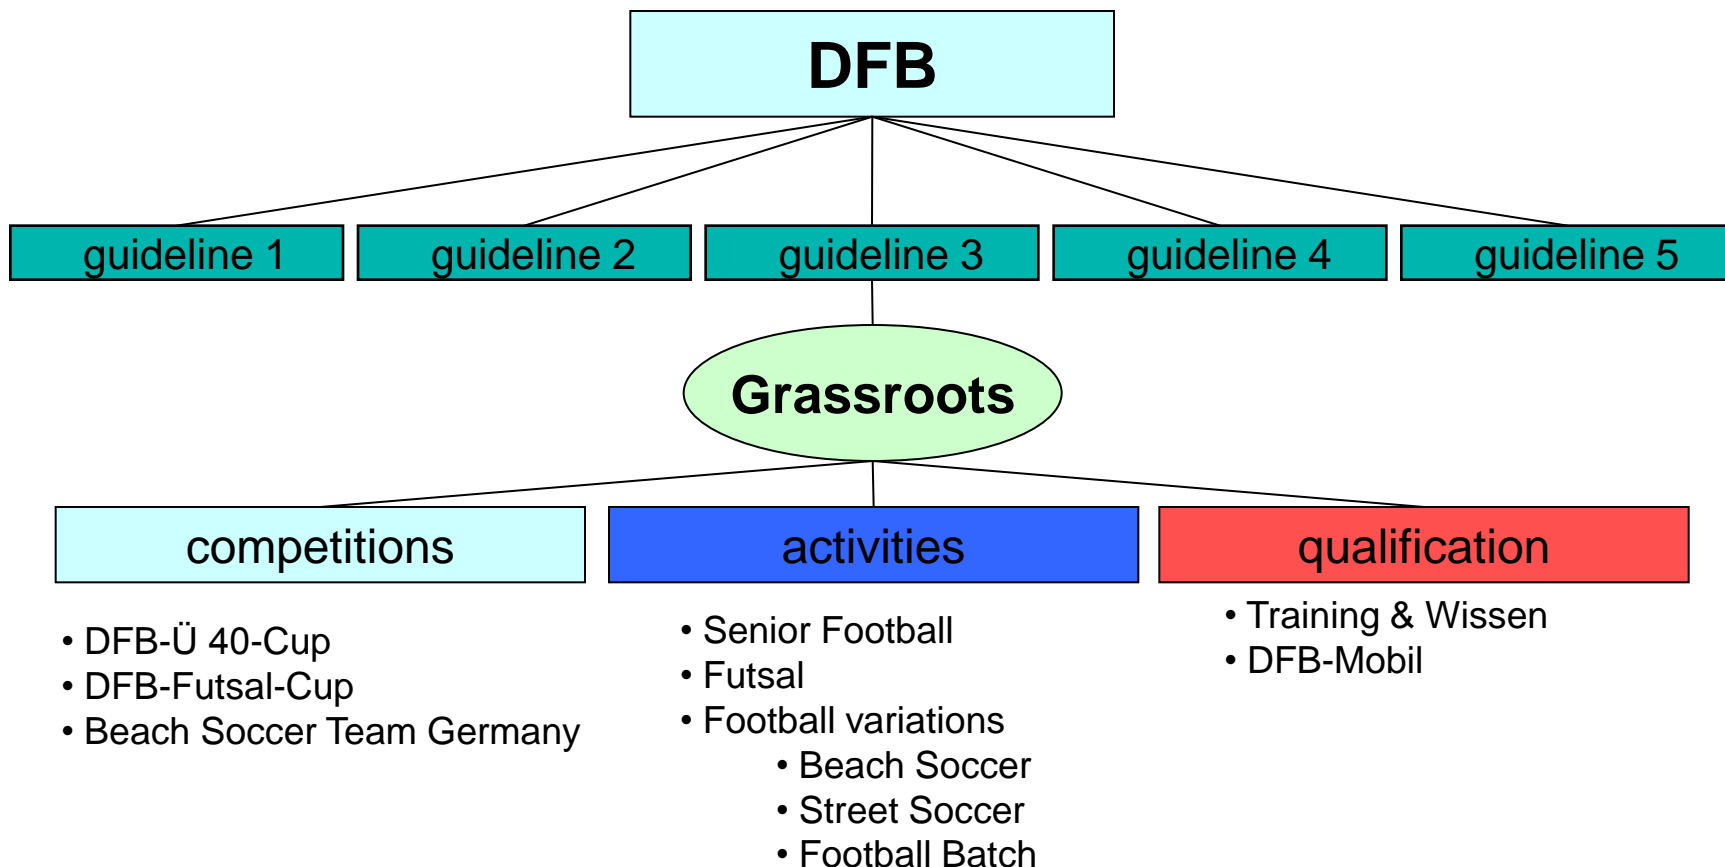 DFB
guideline 1
guideline 2
guideline 3
guideline 4
guideline 5
Grassroots
competitions
• DFB-Ü 40-Cup
• DFB-Futsal-Cup
• Beach Soccer Team Germany
activities
• Senior Football
• Futsal
• Football variations
• Beach Soccer
• Street Soccer
• Football Batch
qualification
• Training & Wissen
• DFB-Mobil